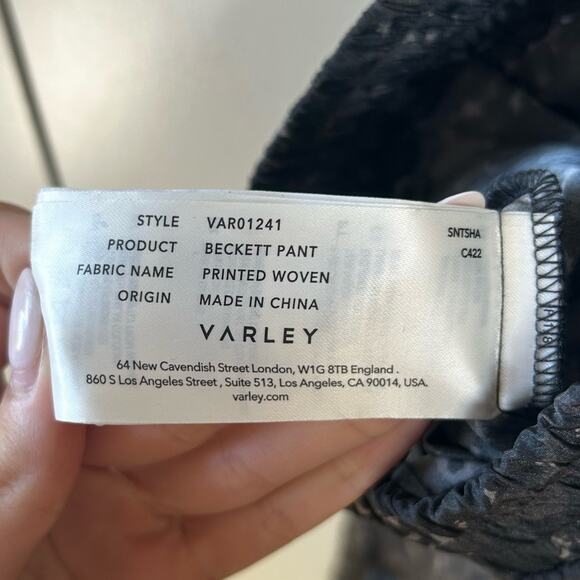 STYLE VAR01241
PRODUCT BECKETT PANT
FABRIC NAME PRINTED WOVEN
ORIGIN MADE IN CHINA
SNTSHA
C422
VARLEY
64 New Cavendish Street London, W1G 8TB England .
860 S Los Angeles Street , Suite 513, Los Angeles, CA 90014, USA.
varley.com